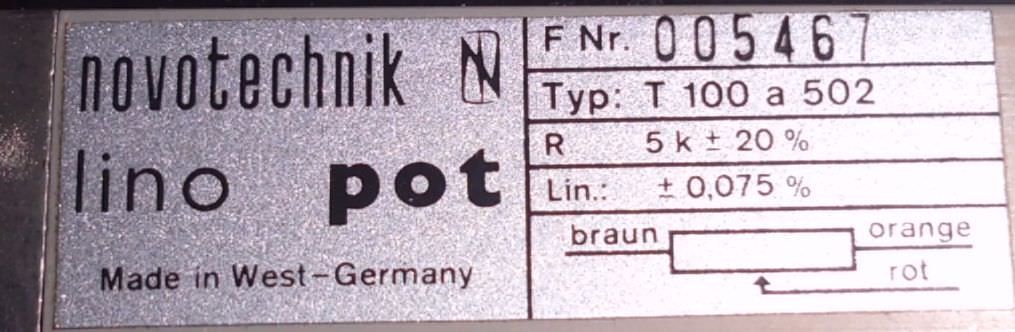 novotechnik N
lino pot
Made in West-Germany
F Nr. 005467
Typ: T 100 a 502
R 5 k ± 20 %
Lin.: ± 0,075 %
braun orange
rot